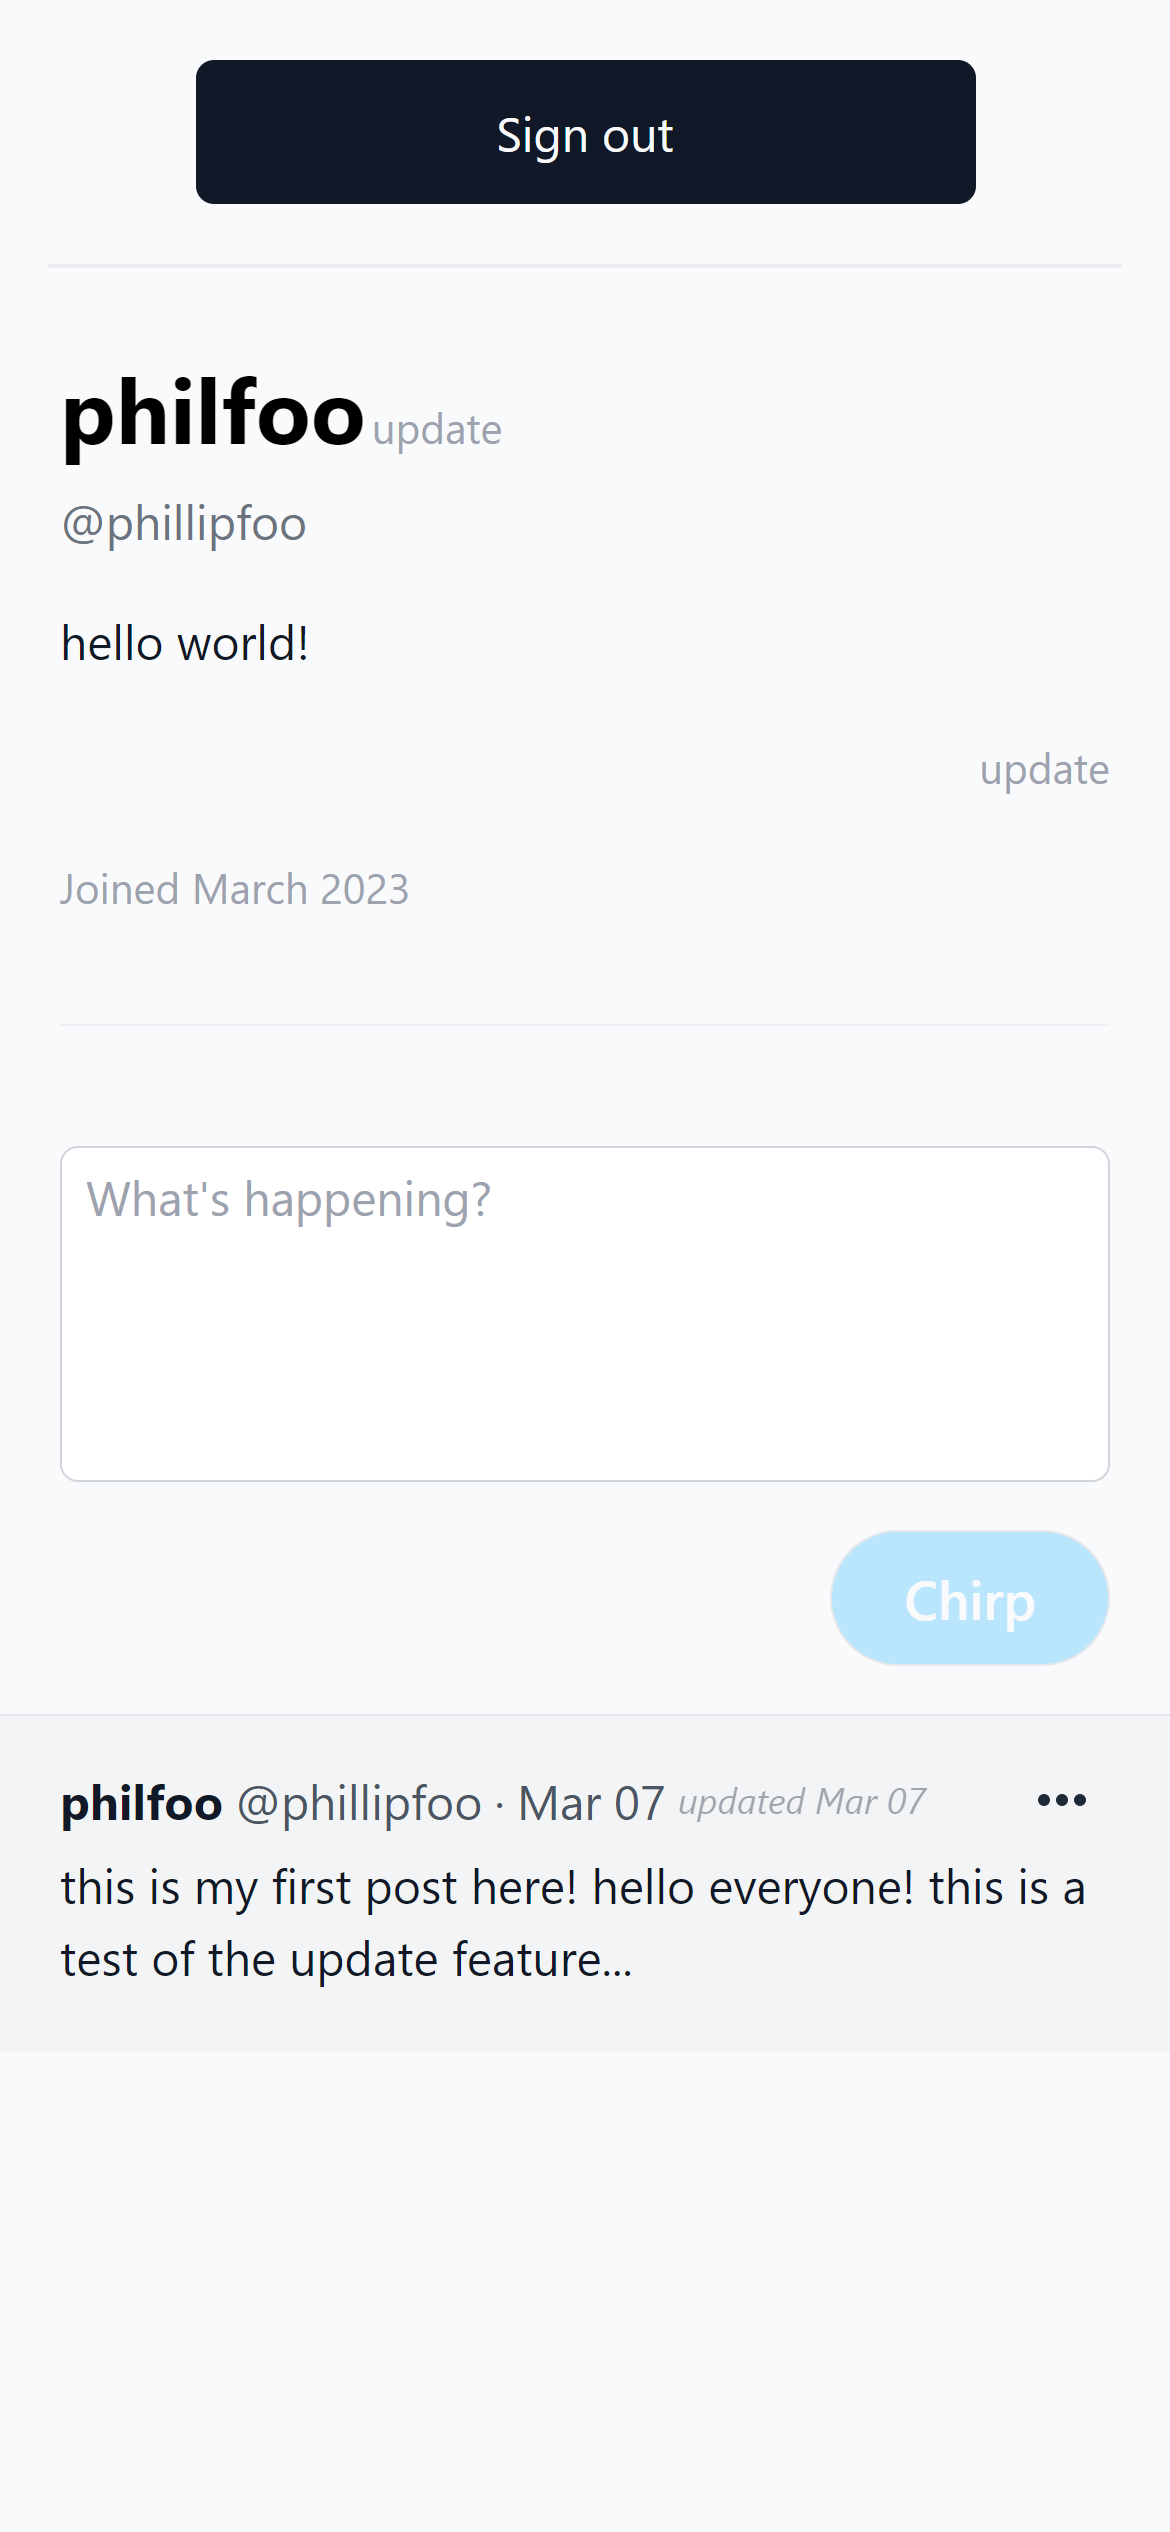 Sign out
philfoo update
@phillipfoo
hello world!
update
Joined March 2023
What's happening?
Chirp
philfoo @phillipfoo · Mar 07 updated Mar 07
this is my first post here! hello everyone! this is a
test of the update feature...